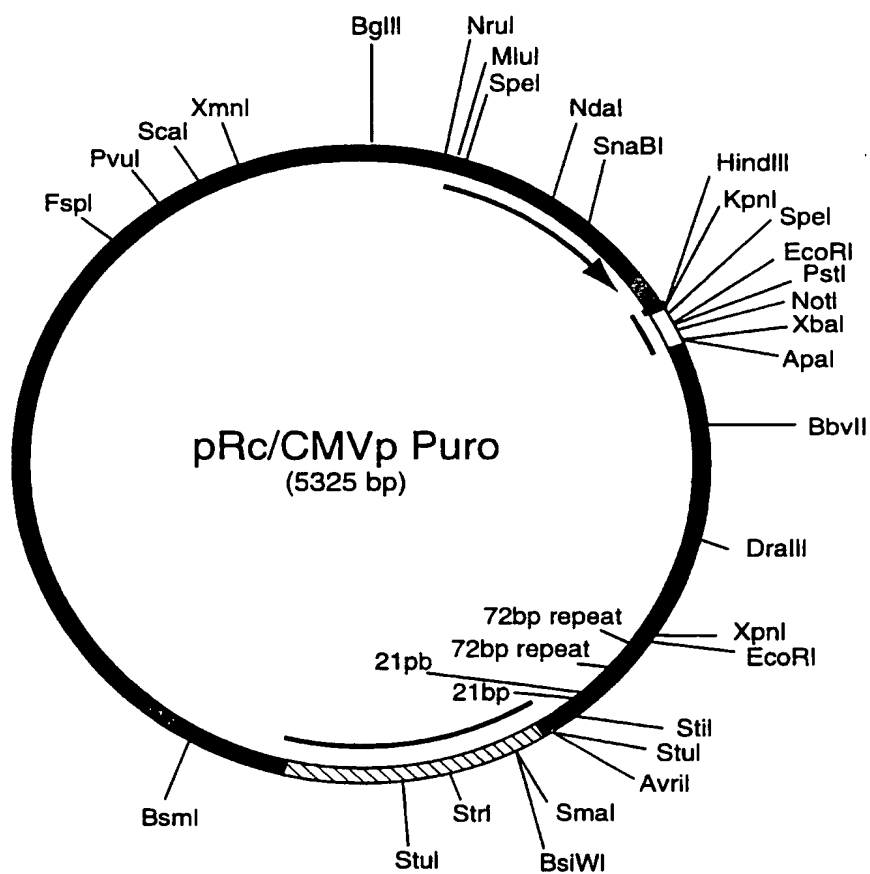 BglII
NruI
MluI
SpeI
NdaI
SnaBI
HindIII
KpnI
SpeI
EcoRI
PstI
NotI
XbaI
ApaI
BbvII
DraIII
XpnI
EcoRI
StiI
StuI
AvriI
SmaI
BsiWI
StrI
StuI
BsmI
FspI
PvuI
ScaI
XmnI
pRc/CMVp Puro
(5325 bp)
72bp repeat
72bp repeat
21pb
21bp